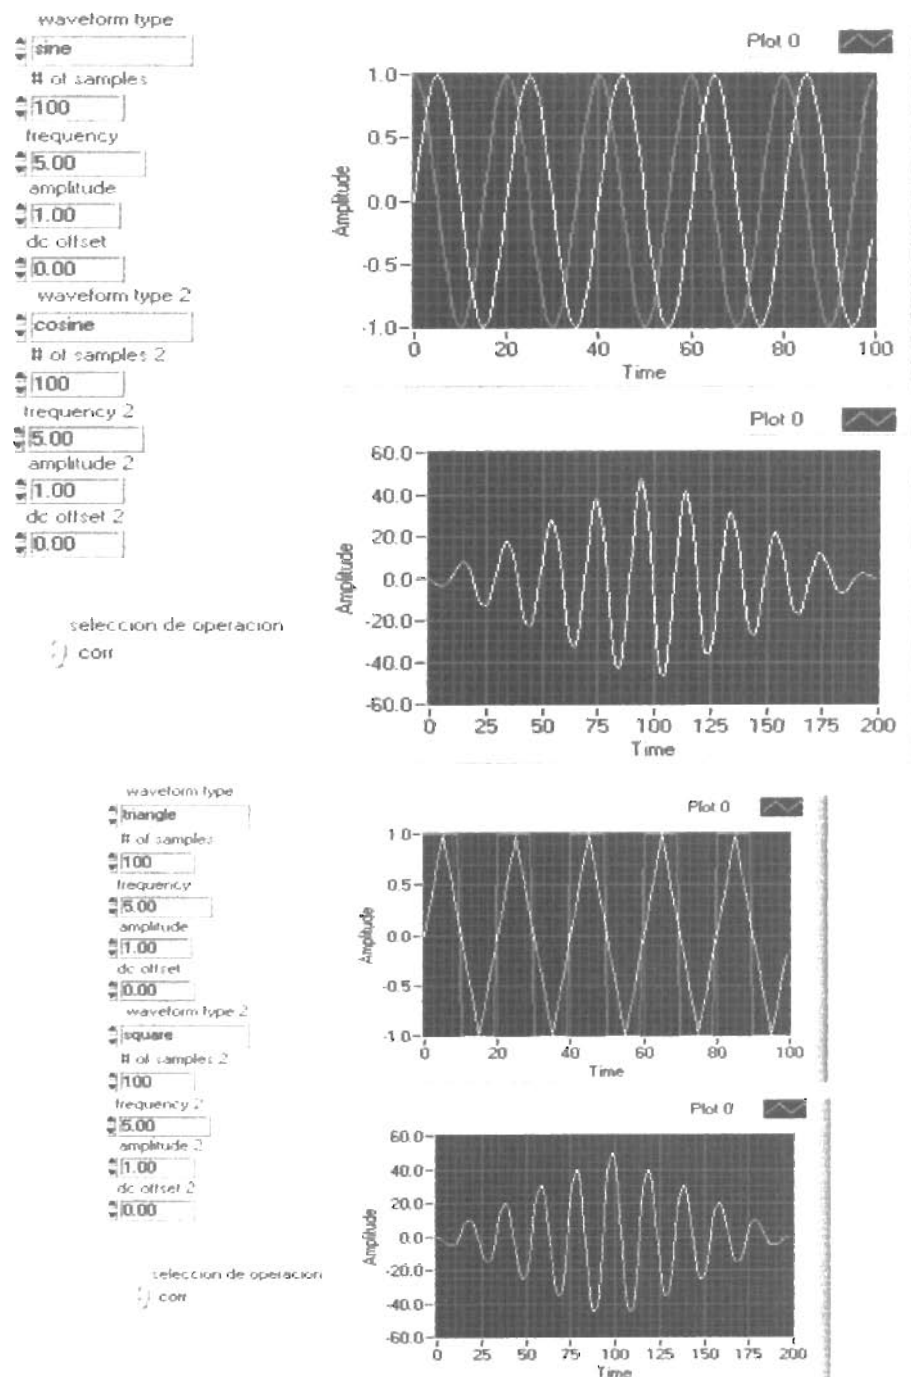 waveform type
sine
# of samples
100
frequency
5.00
amplitude
1.00
dc offset
0.00
waveform type 2
cosine
# of samples 2
100
frequency 2
5.00
amplitude 2
1.00
dc offset 2
0.00
seleccion de operacion
corr
Plot 0
1.0
0.5
0.0
-0.5
-1.0
Amplitude
0 20 40 60 80 100
Time
Plot 0
60.0
40.0
20.0
0.0
-20.0
-40.0
-60.0
Amplitude
0 25 50 75 100 125 150 175 200
Time
waveform type
triangle
# of samples
100
frequency
5.00
amplitude
1.00
dc offset
0.00
waveform type 2
square
# of samples 2
100
frequency 2
5.00
amplitude 2
1.00
dc offset 2
0.00
seleccion de operacion
corr
Plot 0
1.0
0.5
0.0
-0.5
-1.0
Amplitude
0 20 40 60 80 100
Time
Plot 0
60.0
40.0
20.0
0.0
-20.0
-40.0
-60.0
Amplitude
0 25 50 75 100 125 150 175 200
Time